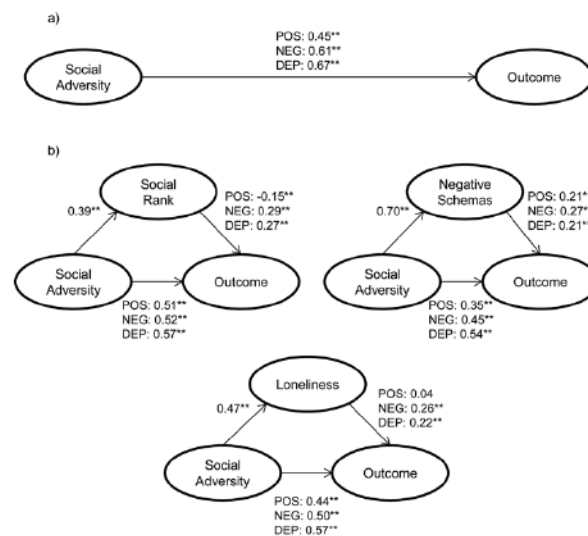 a)
POS: 0.45**
NEG: 0.61**
DEP: 0.67**
Social
Adversity
Outcome
b)
Social
Rank
0.39**
POS: -0.15**
NEG: 0.29**
DEP: 0.27**
Social
Adversity
Outcome
POS: 0.51**
NEG: 0.52**
DEP: 0.57**
Negative
Schemas
0.70**
POS: 0.21*
NEG: 0.27*
DEP: 0.21*
Social
Adversity
Outcome
POS: 0.35**
NEG: 0.45**
DEP: 0.54**
Loneliness
0.47**
POS: 0.04
NEG: 0.26**
DEP: 0.22**
Social
Adversity
Outcome
POS: 0.44**
NEG: 0.50**
DEP: 0.57**